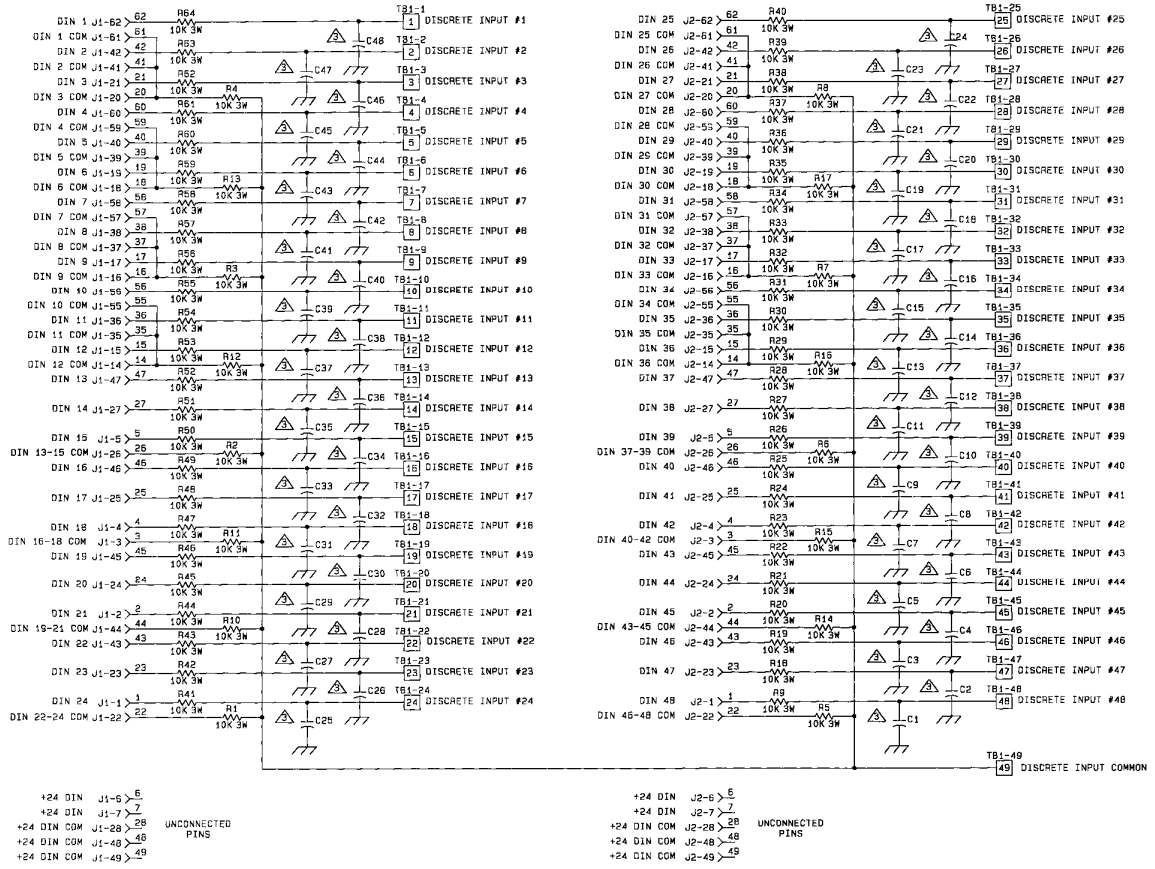 DIN 1 J1-62 62 R64 10K 3W TB1-1 1 DISCRETE INPUT #1
DIN 1 COM J1-61 61 3 C48
DIN 2 J1-42 42 R63 10K 3W TB1-2 2 DISCRETE INPUT #2
DIN 2 COM J1-41 41 3 C47
DIN 3 J1-21 21 R62 10K 3W TB1-3 3 DISCRETE INPUT #3
DIN 3 COM J1-20 20 R4 10K 3W 3 C46
DIN 4 J1-60 60 R61 10K 3W TB1-4 4 DISCRETE INPUT #4
DIN 4 COM J1-59 59 3 C45
DIN 5 J1-40 40 R60 10K 3W TB1-5 5 DISCRETE INPUT #5
DIN 5 COM J1-39 39 3 C44
DIN 6 J1-19 19 R59 10K 3W TB1-6 6 DISCRETE INPUT #6
DIN 6 COM J1-18 18 R13 10K 3W 3 C43
DIN 7 J1-58 58 R58 10K 3W TB1-7 7 DISCRETE INPUT #7
DIN 7 COM J1-57 57 3 C42
DIN 8 J1-38 38 R57 10K 3W TB1-8 8 DISCRETE INPUT #8
DIN 8 COM J1-37 37 3 C41
DIN 9 J1-17 17 R56 10K 3W TB1-9 9 DISCRETE INPUT #9
DIN 9 COM J1-16 16 R3 10K 3W 3 C40
DIN 10 J1-56 56 R55 10K 3W TB1-10 10 DISCRETE INPUT #10
DIN 10 COM J1-55 55 3 C39
DIN 11 J1-36 36 R54 10K 3W TB1-11 11 DISCRETE INPUT #11
DIN 11 COM J1-35 35 3 C38
DIN 12 J1-15 15 R53 10K 3W TB1-12 12 DISCRETE INPUT #12
DIN 12 COM J1-14 14 R12 10K 3W 3 C37
DIN 13 J1-47 47 R52 10K 3W TB1-13 13 DISCRETE INPUT #13
3 C36
DIN 14 J1-27 27 R51 10K 3W TB1-14 14 DISCRETE INPUT #14
3 C35
DIN 15 J1-5 5 R50 10K 3W TB1-15 15 DISCRETE INPUT #15
DIN 13-15 COM J1-26 26 R2 10K 3W 3 C34
DIN 16 J1-46 46 R49 10K 3W TB1-16 16 DISCRETE INPUT #16
3 C33
DIN 17 J1-25 25 R48 10K 3W TB1-17 17 DISCRETE INPUT #17
3 C32
DIN 18 J1-4 4 R47 10K 3W TB1-18 18 DISCRETE INPUT #18
DIN 16-18 COM J1-3 3 R11 10K 3W 3 C31
DIN 19 J1-45 45 R46 10K 3W TB1-19 19 DISCRETE INPUT #19
3 C30
DIN 20 J1-24 24 R45 10K 3W TB1-20 20 DISCRETE INPUT #20
3 C29
DIN 21 J1-2 2 R44 10K 3W TB1-21 21 DISCRETE INPUT #21
DIN 19-21 COM J1-44 44 R10 10K 3W 3 C28
DIN 22 J1-43 43 R43 10K 3W TB1-22 22 DISCRETE INPUT #22
3 C27
DIN 23 J1-23 23 R42 10K 3W TB1-23 23 DISCRETE INPUT #23
3 C26
DIN 24 J1-1 1 R41 10K 3W TB1-24 24 DISCRETE INPUT #24
DIN 22-24 COM J1-22 22 R1 10K 3W 3 C25
+24 DIN J1-6 6
+24 DIN J1-7 7
+24 DIN COM J1-28 28
+24 DIN COM J1-48 48
+24 DIN COM J1-49 49
UNCONNECTED
PINS
DIN 25 J2-62 62 R40 10K 3W TB1-25 25 DISCRETE INPUT #25
DIN 25 COM J2-61 61 3 C24
DIN 26 J2-42 42 R39 10K 3W TB1-26 26 DISCRETE INPUT #26
DIN 26 COM J2-41 41 3 C23
DIN 27 J2-21 21 R38 10K 3W TB1-27 27 DISCRETE INPUT #27
DIN 27 COM J2-20 20 R8 10K 3W 3 C22
DIN 28 J2-60 60 R37 10K 3W TB1-28 28 DISCRETE INPUT #28
DIN 28 COM J2-59 59 3 C21
DIN 29 J2-40 40 R36 10K 3W TB1-29 29 DISCRETE INPUT #29
DIN 29 COM J2-39 39 3 C20
DIN 30 J2-19 19 R35 10K 3W TB1-30 30 DISCRETE INPUT #30
DIN 30 COM J2-18 18 R17 10K 3W 3 C19
DIN 31 J2-58 58 R34 10K 3W TB1-31 31 DISCRETE INPUT #31
DIN 31 COM J2-57 57 3 C18
DIN 32 J2-38 38 R33 10K 3W TB1-32 32 DISCRETE INPUT #32
DIN 32 COM J2-37 37 3 C17
DIN 33 J2-17 17 R32 10K 3W TB1-33 33 DISCRETE INPUT #33
DIN 33 COM J2-16 16 R7 10K 3W 3 C16
DIN 34 J2-56 56 R31 10K 3W TB1-34 34 DISCRETE INPUT #34
DIN 34 COM J2-55 55 3 C15
DIN 35 J2-36 36 R30 10K 3W TB1-35 35 DISCRETE INPUT #35
DIN 35 COM J2-35 35 3 C14
DIN 36 J2-15 15 R29 10K 3W TB1-36 36 DISCRETE INPUT #36
DIN 36 COM J2-14 14 R16 10K 3W 3 C13
DIN 37 J2-47 47 R28 10K 3W TB1-37 37 DISCRETE INPUT #37
3 C12
DIN 38 J2-27 27 R27 10K 3W TB1-38 38 DISCRETE INPUT #38
3 C11
DIN 39 J2-5 5 R26 10K 3W TB1-39 39 DISCRETE INPUT #39
DIN 37-39 COM J2-26 26 R6 10K 3W 3 C10
DIN 40 J2-46 46 R25 10K 3W TB1-40 40 DISCRETE INPUT #40
3 C9
DIN 41 J2-25 25 R24 10K 3W TB1-41 41 DISCRETE INPUT #41
3 C8
DIN 42 J2-4 4 R23 10K 3W TB1-42 42 DISCRETE INPUT #42
DIN 40-42 COM J2-3 3 R15 10K 3W 3 C7
DIN 43 J2-45 45 R22 10K 3W TB1-43 43 DISCRETE INPUT #43
3 C6
DIN 44 J2-24 24 R21 10K 3W TB1-44 44 DISCRETE INPUT #44
3 C5
DIN 45 J2-2 2 R20 10K 3W TB1-45 45 DISCRETE INPUT #45
DIN 43-45 COM J2-44 44 R14 10K 3W 3 C4
DIN 46 J2-43 43 R19 10K 3W TB1-46 46 DISCRETE INPUT #46
3 C3
DIN 47 J2-23 23 R18 10K 3W TB1-47 47 DISCRETE INPUT #47
3 C2
DIN 48 J2-1 1 R9 10K 3W TB1-48 48 DISCRETE INPUT #48
DIN 46-48 COM J2-22 22 R5 10K 3W 3 C1
TB1-49 49 DISCRETE INPUT COMMON
+24 DIN J2-6 6
+24 DIN J2-7 7
+24 DIN COM J2-28 28
+24 DIN COM J2-48 48
+24 DIN COM J2-49 49
UNCONNECTED
PINS